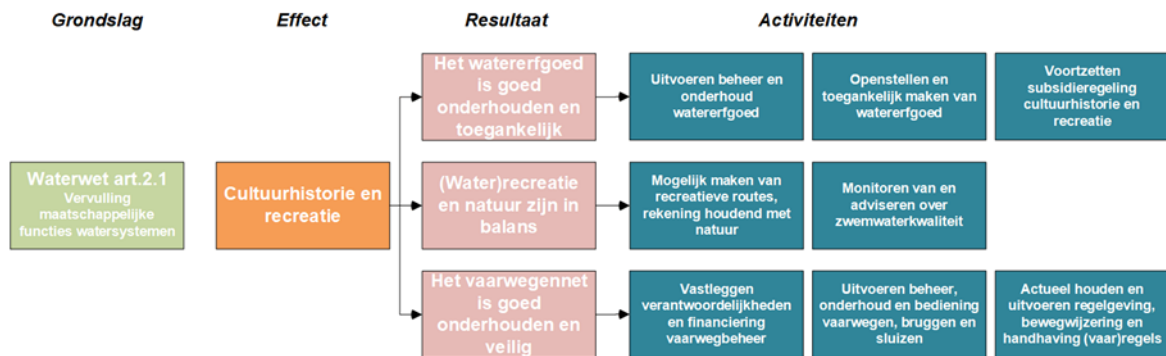 Grondslag Effect Resultaat Activiteiten
Het watererfgoed
is goed
onderhouden en
toegankelijk
Uitvoeren beheer en
onderhoud
watererfgoed
Openstellen en
toegankelijk maken van
watererfgoed
Voortzetten
subsidieregeling
cultuurhistorie en
recreatie
Waterwet art.2.1
Vervulling
maatschappelijke
functies watersystemen
Cultuurhistorie en
recreatie
(Water)recreatie
en natuur zijn in
balans
Mogelijk maken van
recreatieve routes,
rekening houdend met
natuur
Monitoren van en
adviseren over
zwemwaterkwaliteit
Het vaarwegennet
is goed
onderhouden en
veilig
Vastleggen
verantwoordelijkheden
en financiering
vaarwegbeheer
Uitvoeren beheer,
onderhoud en bediening
vaarwegen, bruggen en
sluizen
Actueel houden en
uitvoeren regelgeving,
bewegwijzering en
handhaving (vaar)regels